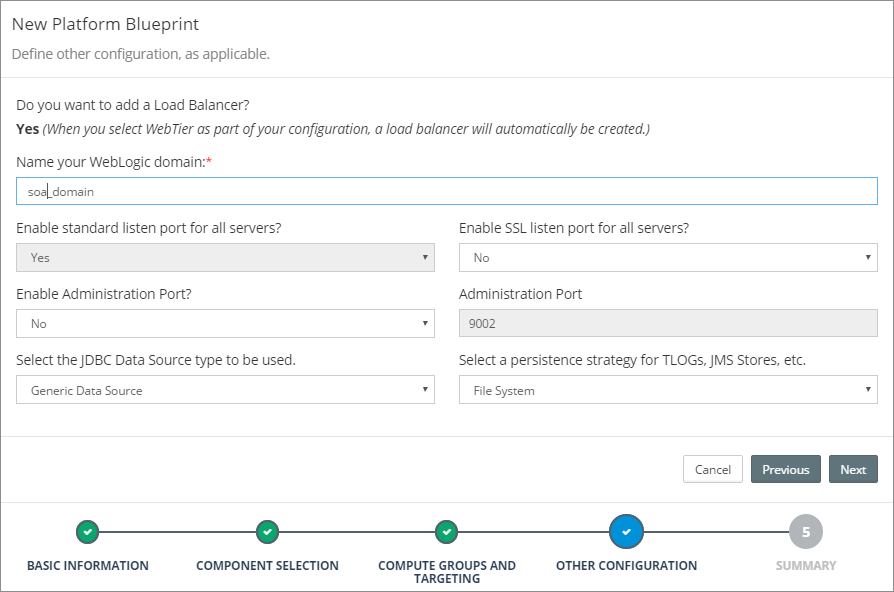 New Platform Blueprint
Define other configuration, as applicable.
Do you want to add a Load Balancer?
Yes (When you select WebTier as part of your configuration, a load balancer will automatically be created.)
Name your WebLogic domain:*
soa_domain
Enable standard listen port for all servers? Enable SSL listen port for all servers?
Yes No
Enable Administration Port? Administration Port
No 9002
Select the JDBC Data Source type to be used. Select a persistence strategy for TLOGs, JMS Stores, etc.
Generic Data Source File System
Cancel Previous Next
5
BASIC INFORMATION COMPONENT SELECTION COMPUTE GROUPS AND OTHER CONFIGURATION SUMMARY
TARGETING